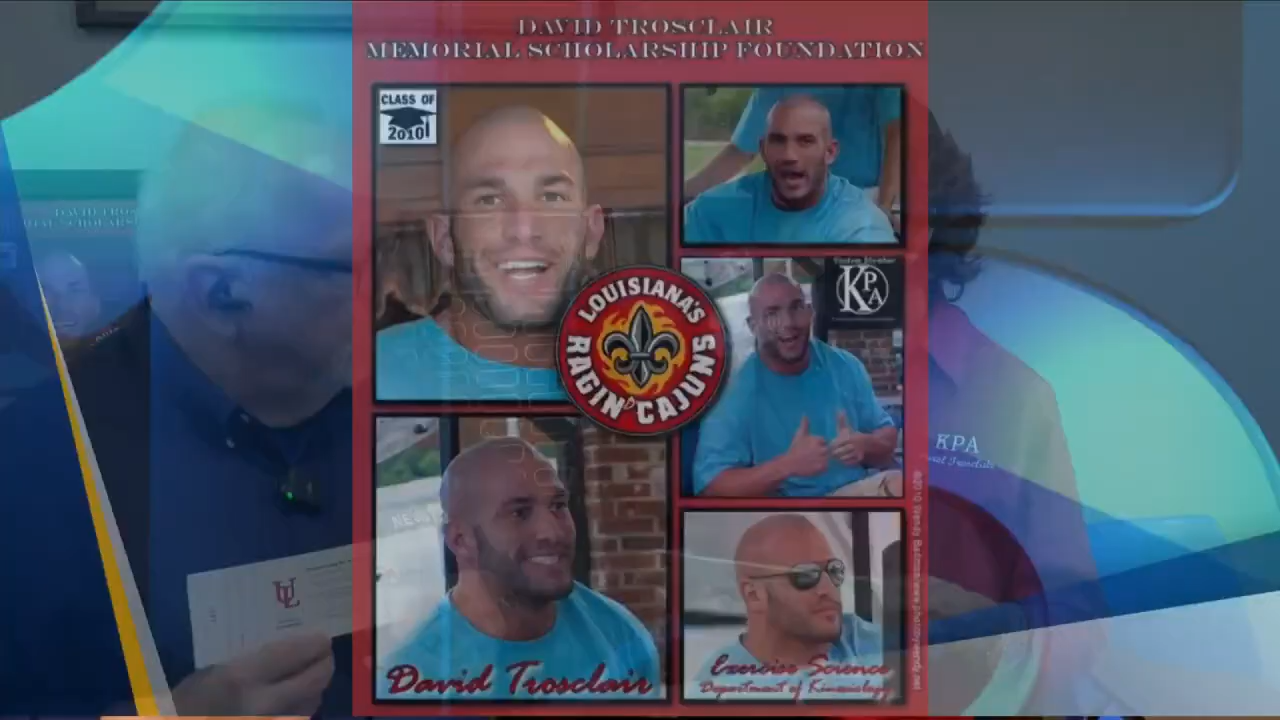 DAVID TROSCLAIR
MEMORIAL SCHOLARSHIP FOUNDATION
CLASS OF
2010
KPA
LOUISIANA'S
RAGIN' CAJUNS
KPA
David Trosclair
Exercise Science
Department of Kinesiology
UL